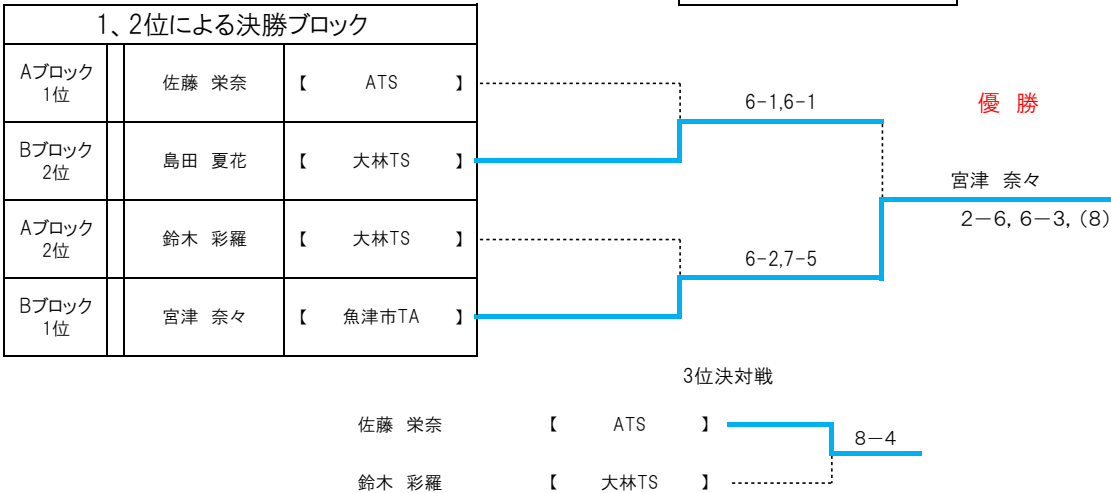 1、2位による決勝ブロック
Aブロック
1位
佐藤 栄奈 【 ATS 】
6-1,6-1
優 勝
Bブロック
2位
島田 夏花 【 大林TS 】
宮津 奈々
2－6, 6－3, (8)
Aブロック
2位
鈴木 彩羅 【 大林TS 】
6-2,7-5
Bブロック
1位
宮津 奈々 【 魚津市TA 】
3位決対戦
佐藤 栄奈 【 ATS 】
8－4
鈴木 彩羅 【 大林TS 】